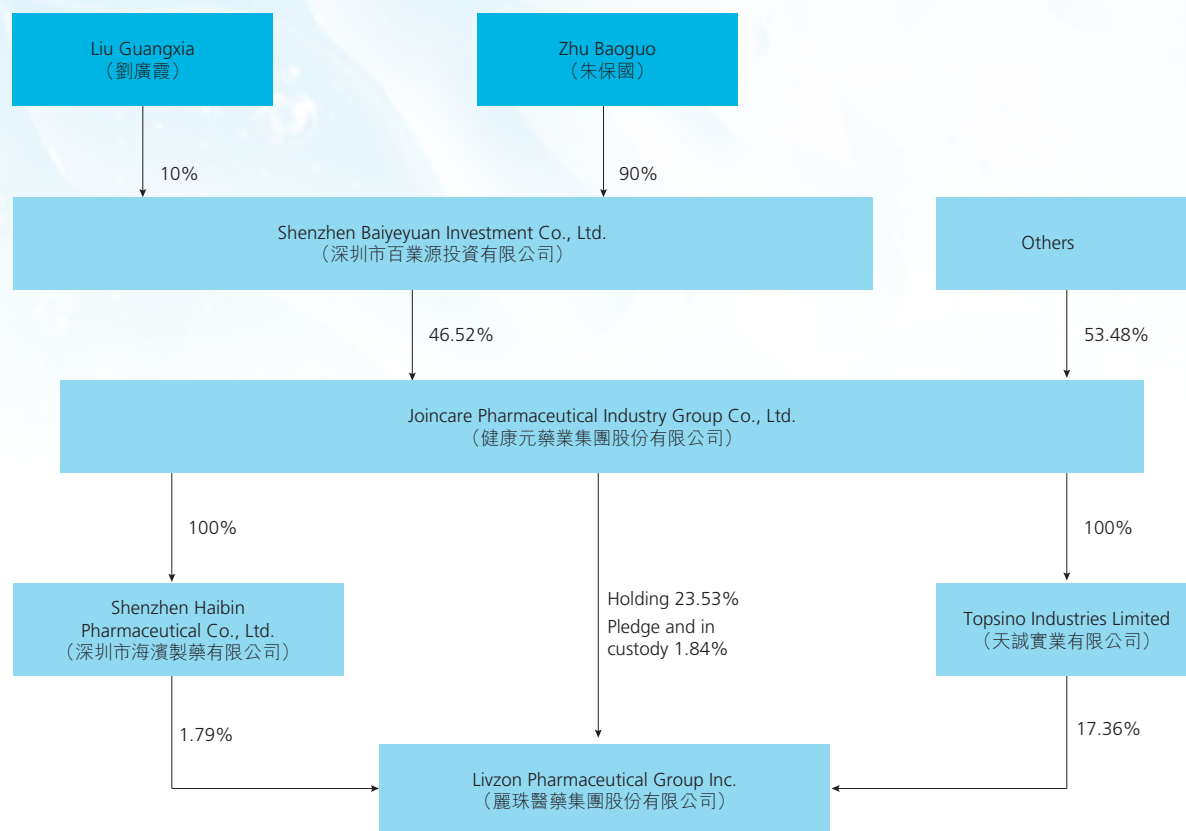 Liu Guangxia
（劉廣霞）
Zhu Baoguo
（朱保國）
10%
90%
Shenzhen Baiyeyuan Investment Co., Ltd.
（深圳市百業源投資有限公司）
Others
46.52%
53.48%
Joincare Pharmaceutical Industry Group Co., Ltd.
（健康元藥業集團股份有限公司）
100%
100%
Shenzhen Haibin
Pharmaceutical Co., Ltd.
（深圳市海濱製藥有限公司）
Holding 23.53%
Pledge and in
custody 1.84%
Topsino Industries Limited
（天誠實業有限公司）
1.79%
17.36%
Livzon Pharmaceutical Group Inc.
（麗珠醫藥集團股份有限公司）